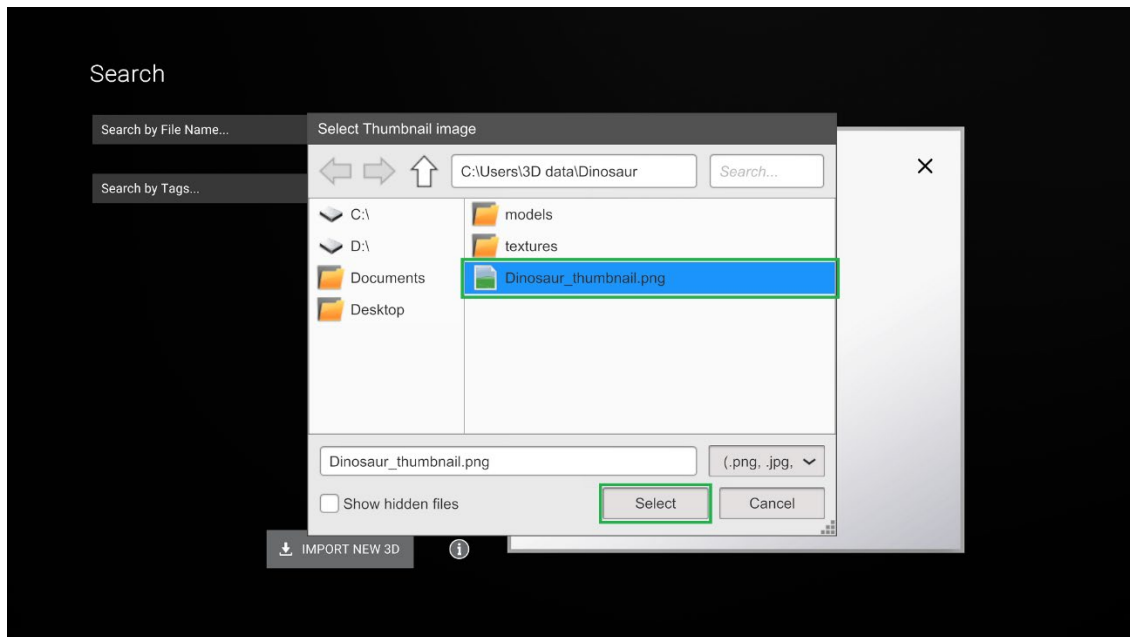 Search
Search by File Name...
Search by Tags...
Select Thumbnail image
C:\Users\3D data\Dinosaur
Search...
C:\
D:\
Documents
Desktop
models
textures
Dinosaur_thumbnail.png
Dinosaur_thumbnail.png
(.png, .jpg,
Show hidden files
Select
Cancel
IMPORT NEW 3D
i